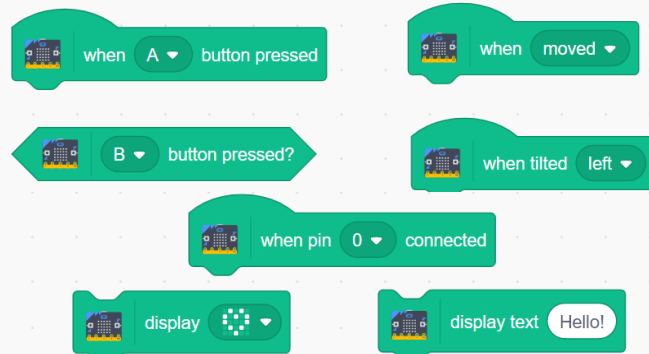 when A button pressed
when moved
B button pressed?
when tilted left
when pin 0 connected
display
display text Hello!